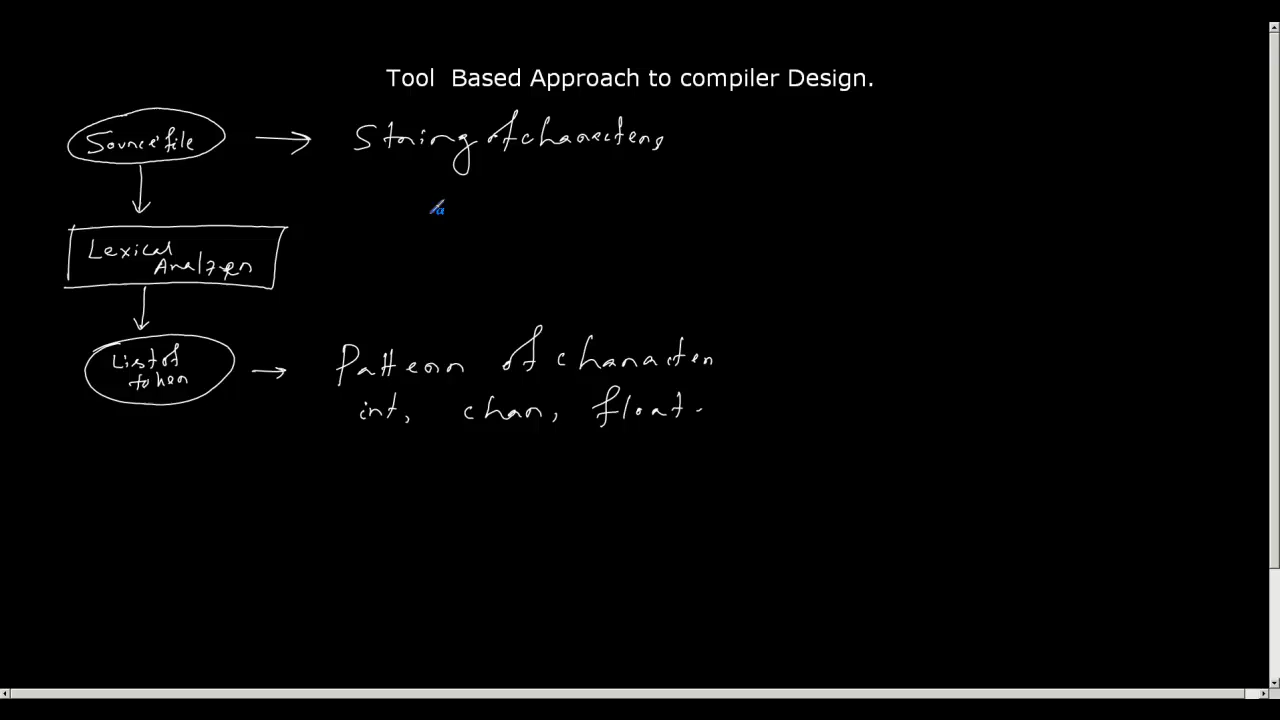 Tool Based Approach to compiler Design.
Source file → String of characters
Lexical
Analyzer
List of
token → Pattern of character
int, char, float.